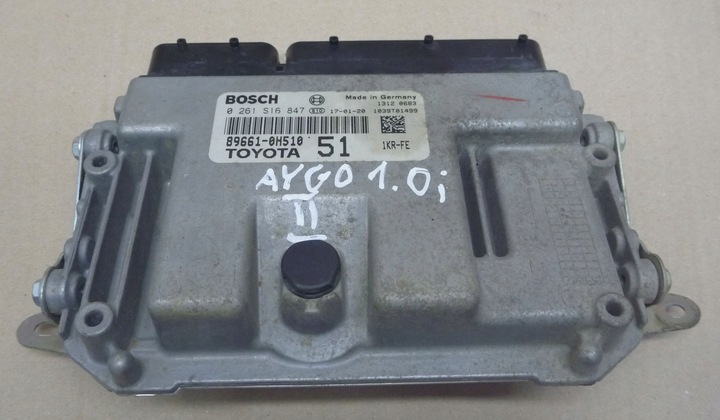 BOSCH Made in Germany
0 261 S16 847 S10 17-01-20 1312 0683
1039T01499
89661-0H510 51 1KR-FE
TOYOTA
AYGO 1.0i
II